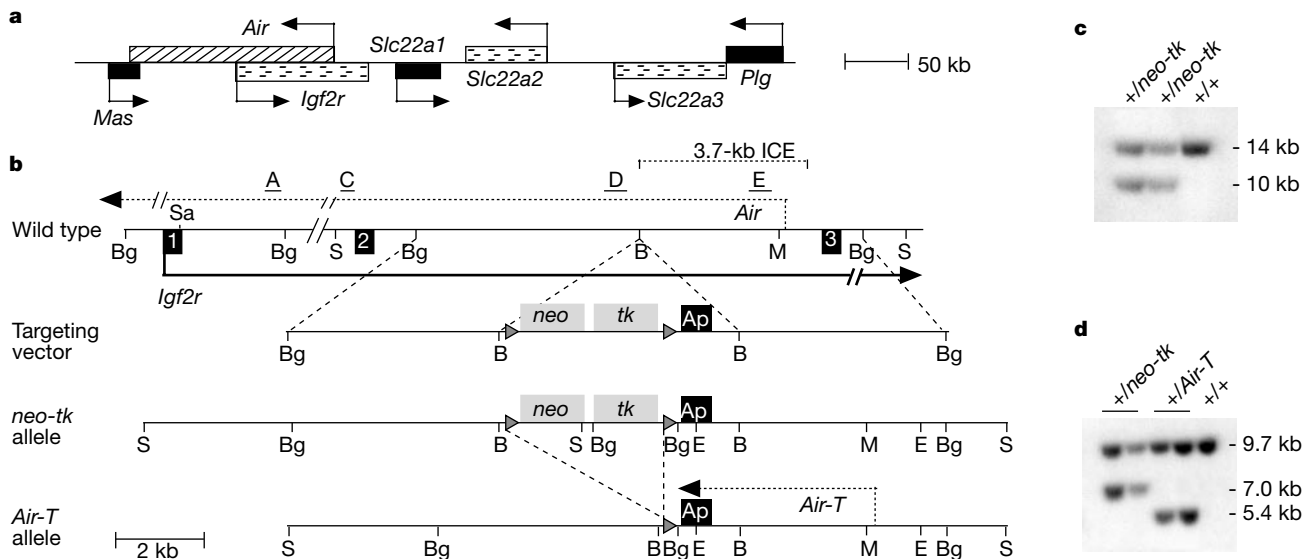 a
Air
Slc22a1
Slc22a2
Plg
50 kb
Mas
Igf2r
Slc22a3
b
3.7-kb ICE
A
C
D
E
Sa
Air
Wild type
1
2
3
Bg
Bg
S
Bg
B
M
Bg
S
Igf2r
neo
tk
Ap
Targeting
vector
Bg
B
B
Bg
neo
tk
Ap
neo-tk
allele
S
Bg
B
S
Bg
Bg
E
B
M
E
Bg
S
Air-T
Ap
Air-T
allele
2 kb
S
Bg
B
Bg
E
B
M
E
Bg
S
c
+/neo-tk
+/neo-tk
+/+
- 14 kb
- 10 kb
d
+/neo-tk
+/Air-T
+/+
- 9.7 kb
- 7.0 kb
- 5.4 kb